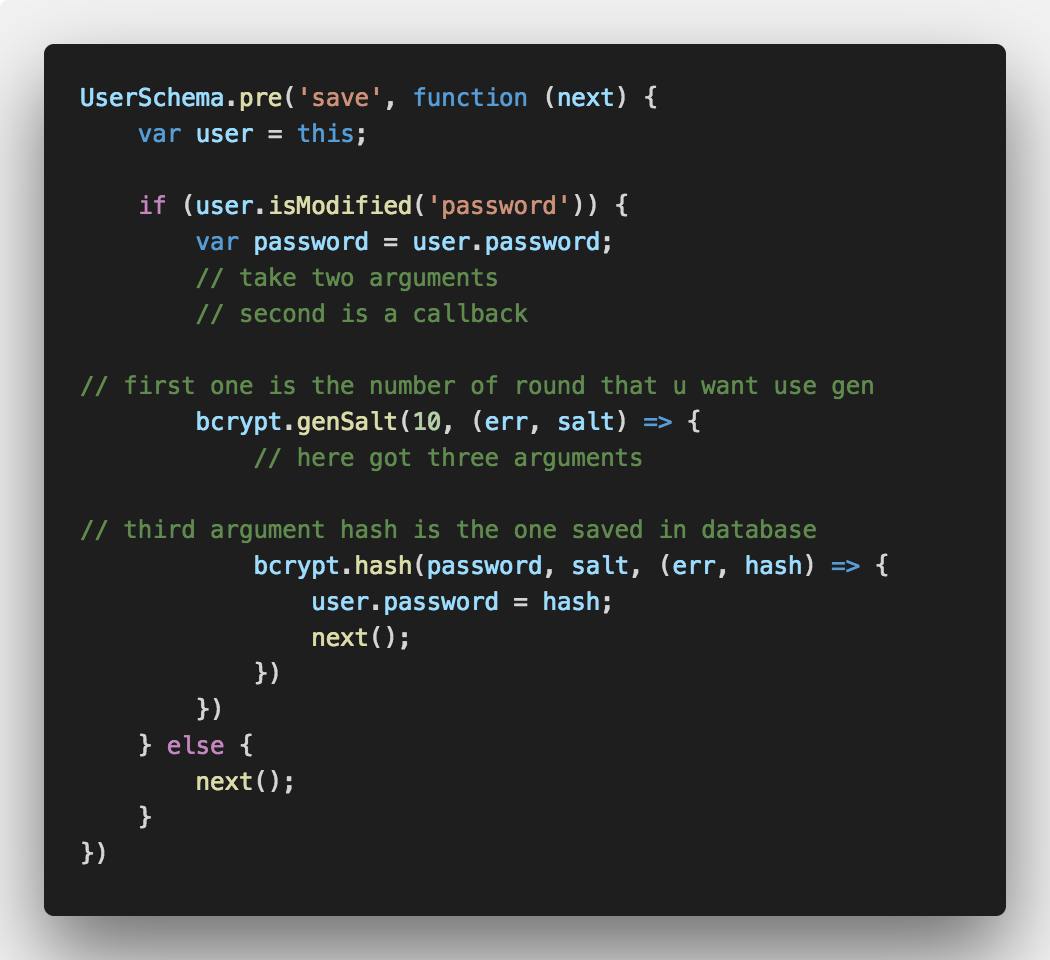 UserSchema.pre('save', function (next) {
    var user = this;

    if (user.isModified('password')) {
        var password = user.password;
        // take two arguments
        // second is a callback

// first one is the number of round that u want use gen
        bcrypt.genSalt(10, (err, salt) => {
            // here got three arguments

// third argument hash is the one saved in database
            bcrypt.hash(password, salt, (err, hash) => {
                user.password = hash;
                next();
            })
        })
    } else {
        next();
    }
})